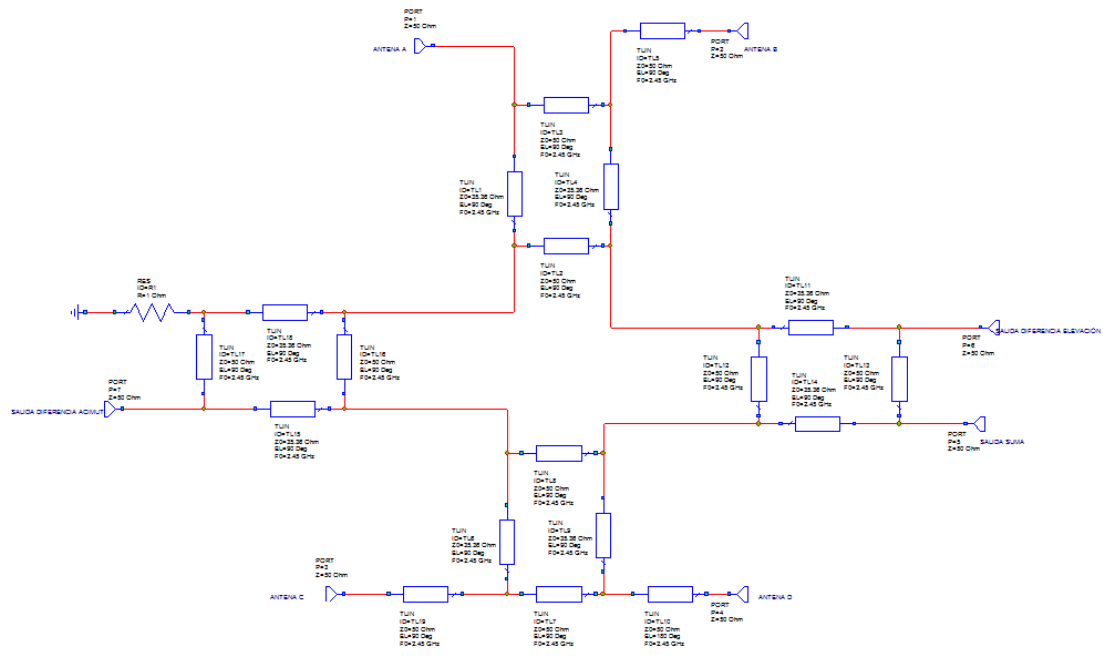 PORT
P=1
Z=50 Ohm
ANTENA A
TLIN
ID=TL5
Z0=50 Ohm
EL=90 Deg
F0=2.45 GHz
PORT
P=2
Z=50 Ohm
ANTENA B
TLIN
ID=TL3
Z0=50 Ohm
EL=90 Deg
F0=2.45 GHz
TLIN
ID=TL1
Z0=35.36 Ohm
EL=90 Deg
F0=2.45 GHz
TLIN
ID=TL4
Z0=35.36 Ohm
EL=90 Deg
F0=2.45 GHz
TLIN
ID=TL2
Z0=50 Ohm
EL=90 Deg
F0=2.45 GHz
RES
ID=R1
R=1 Ohm
TLIN
ID=TL18
Z0=35.36 Ohm
EL=90 Deg
F0=2.45 GHz
TLIN
ID=TL17
Z0=50 Ohm
EL=90 Deg
F0=2.45 GHz
TLIN
ID=TL16
Z0=50 Ohm
EL=90 Deg
F0=2.45 GHz
PORT
P=7
Z=50 Ohm
SALIDA DIFERENCIA ACIMUT
TLIN
ID=TL15
Z0=35.36 Ohm
EL=90 Deg
F0=2.45 GHz
TLIN
ID=TL11
Z0=35.36 Ohm
EL=90 Deg
F0=2.45 GHz
SALIDA DIFERENCIA ELEVACIÓN
PORT
P=6
Z=50 Ohm
TLIN
ID=TL12
Z0=50 Ohm
EL=90 Deg
F0=2.45 GHz
TLIN
ID=TL14
Z0=35.36 Ohm
EL=90 Deg
F0=2.45 GHz
TLIN
ID=TL13
Z0=50 Ohm
EL=90 Deg
F0=2.45 GHz
PORT
P=5
Z=50 Ohm
SALIDA SUMA
TLIN
ID=TL8
Z0=50 Ohm
EL=90 Deg
F0=2.45 GHz
TLIN
ID=TL6
Z0=35.36 Ohm
EL=90 Deg
F0=2.45 GHz
TLIN
ID=TL9
Z0=35.36 Ohm
EL=90 Deg
F0=2.45 GHz
PORT
P=3
Z=50 Ohm
ANTENA C
TLIN
ID=TL19
Z0=50 Ohm
EL=90 Deg
F0=2.45 GHz
TLIN
ID=TL7
Z0=50 Ohm
EL=90 Deg
F0=2.45 GHz
TLIN
ID=TL10
Z0=50 Ohm
EL=180 Deg
F0=2.45 GHz
PORT
P=4
Z=50 Ohm
ANTENA D